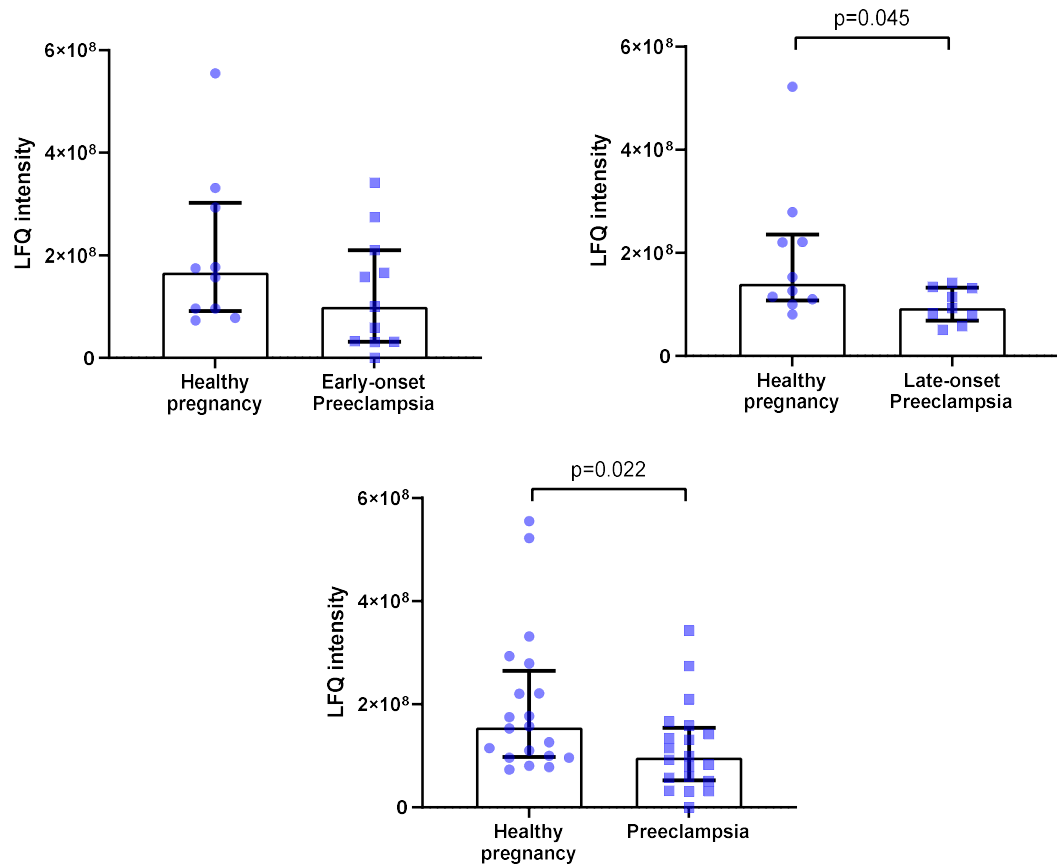 6×10⁸
4×10⁸
2×10⁸
0
LFQ intensity
Healthy
pregnancy
Early-onset
Preeclampsia
p=0.045
6×10⁸
4×10⁸
2×10⁸
0
LFQ intensity
Healthy
pregnancy
Late-onset
Preeclampsia
p=0.022
6×10⁸
4×10⁸
2×10⁸
0
LFQ intensity
Healthy
pregnancy
Preeclampsia